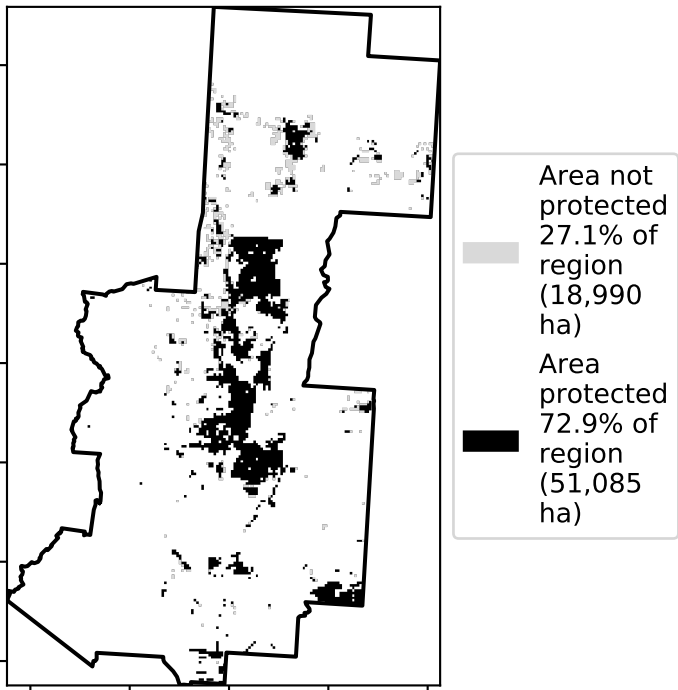 Area not
protected
27.1% of
region
(18,990
ha)
Area
protected
72.9% of
region
(51,085
ha)